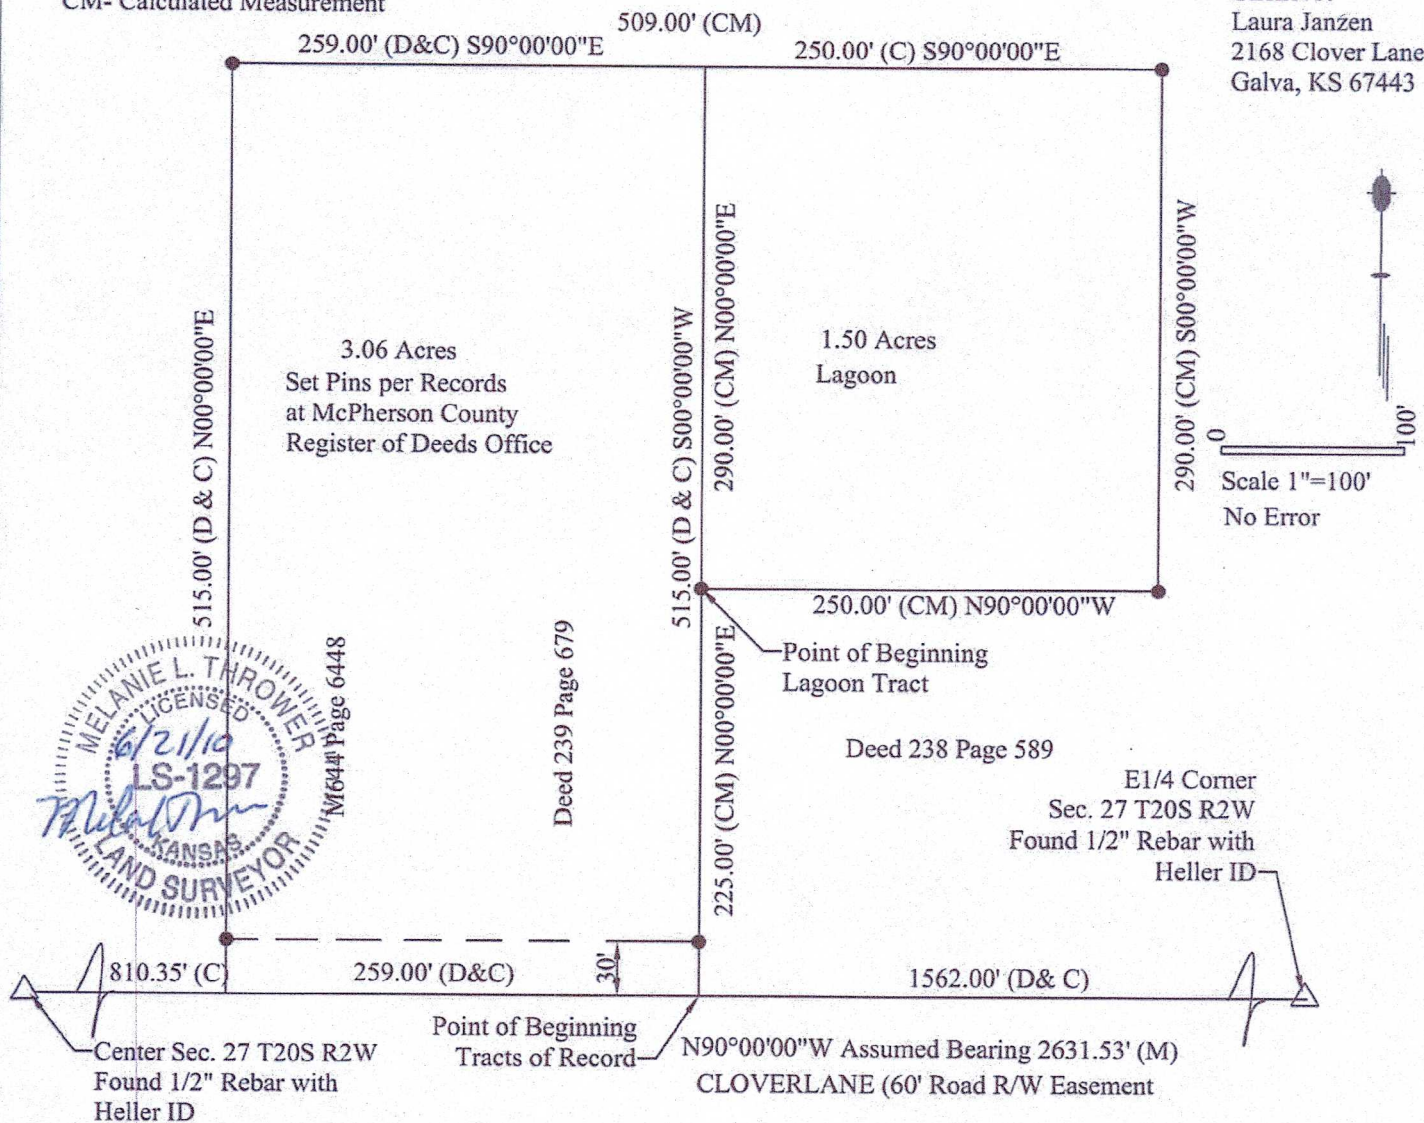 CM- Calculated Measurement
509.00' (CM)
259.00' (D&C) S90°00'00"E
250.00' (C) S90°00'00"E
Laura Janzen
2168 Clover Lane
Galva, KS 67443
515.00' (D & C) N00°00'00"E
3.06 Acres
Set Pins per Records
at McPherson County
Register of Deeds Office
515.00' (D & C) S00°00'00"W
290.00' (CM) N00°00'00"E
1.50 Acres
Lagoon
290.00' (CM) S00°00'00"W
0
100'
Scale 1"=100'
No Error
250.00' (CM) N90°00'00"W
Point of Beginning
Lagoon Tract
MELANIE L. THROWER
LICENSED
6/21/10
LS-1297
KANSAS
LAND SURVEYOR
M644 Page 6448
Deed 239 Page 679
225.00' (CM) N00°00'00"E
Deed 238 Page 589
E1/4 Corner
Sec. 27 T20S R2W
Found 1/2" Rebar with
Heller ID
810.35' (C)
259.00' (D&C)
30'
1562.00' (D& C)
Center Sec. 27 T20S R2W
Found 1/2" Rebar with
Heller ID
Point of Beginning
Tracts of Record
N90°00'00"W Assumed Bearing 2631.53' (M)
CLOVERLANE (60' Road R/W Easement